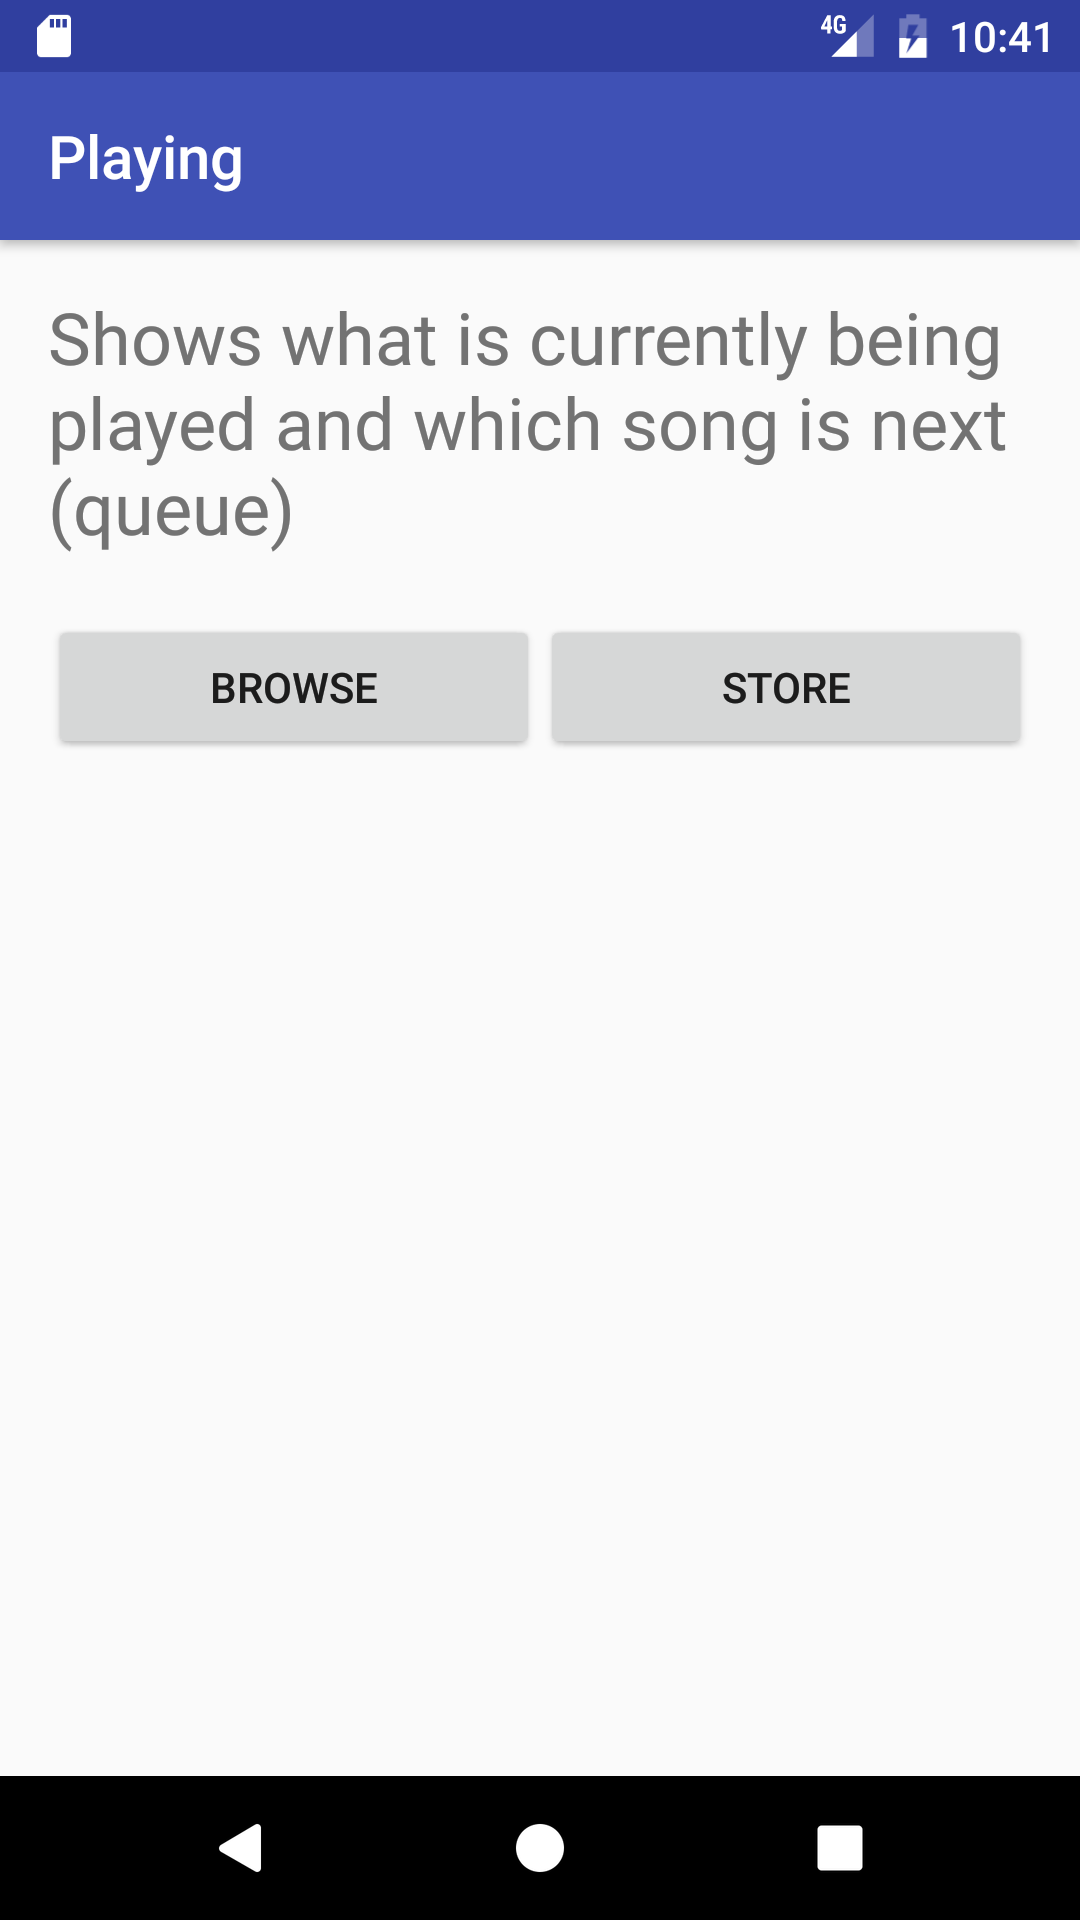 4G 10:41
Playing
Shows what is currently being
played and which song is next
(queue)
BROWSE STORE